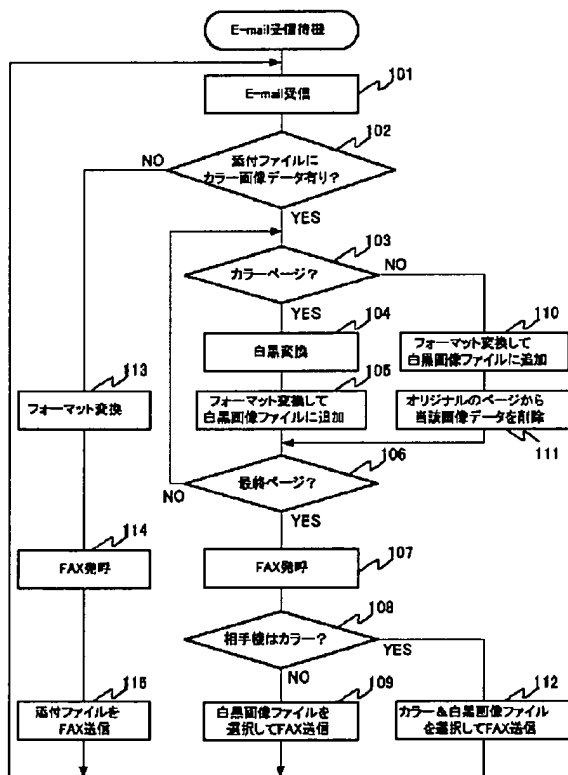 E-mail受信待機
E-mail受信
101
102
添付ファイルに
カラー画像データ有り?
NO
YES
103
カラーページ?
NO
YES
104
白黒変換
110
フォーマット変換して
白黒画像ファイルに追加
113
フォーマット変換
105
フォーマット変換して
白黒画像ファイルに追加
オリジナルのページから
当該画像データを削除
111
106
最終ページ?
NO
YES
114
FAX発呼
107
FAX発呼
108
相手機はカラー?
YES
NO
115
添付ファイルを
FAX送信
109
白黒画像ファイルを
選択してFAX送信
112
カラー&白黒画像ファイル
を選択してFAX送信